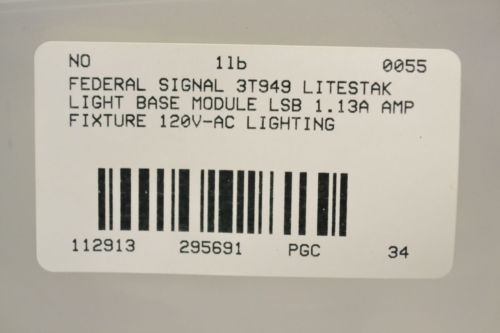 NO 1lb 0055
FEDERAL SIGNAL 3T949 LITESTAK
LIGHT BASE MODULE LSB 1.13A AMP
FIXTURE 120V-AC LIGHTING
112913 295691 PGC 34